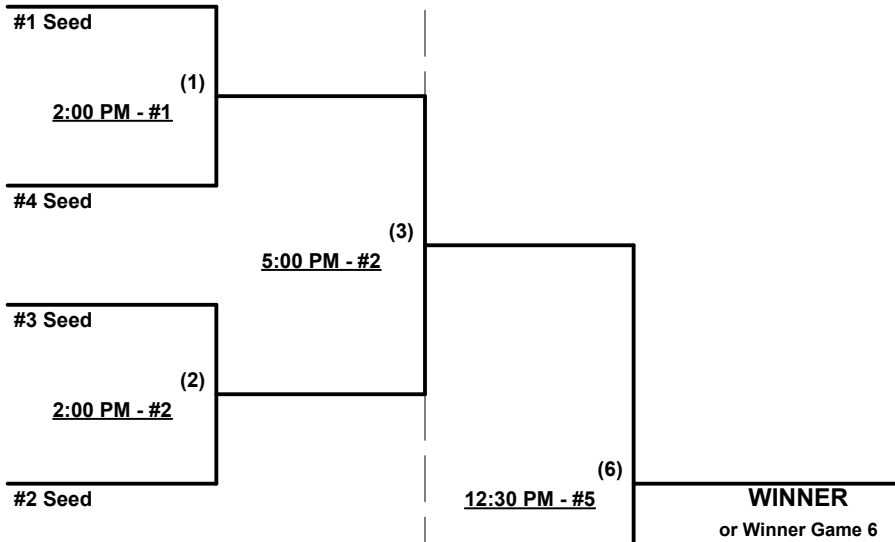 #1 Seed
(1)
2:00 PM - #1
#4 Seed
(3)
5:00 PM - #2
#3 Seed
(2)
2:00 PM - #2
#2 Seed
(6)
12:30 PM - #5
WINNER
or Winner Game 6